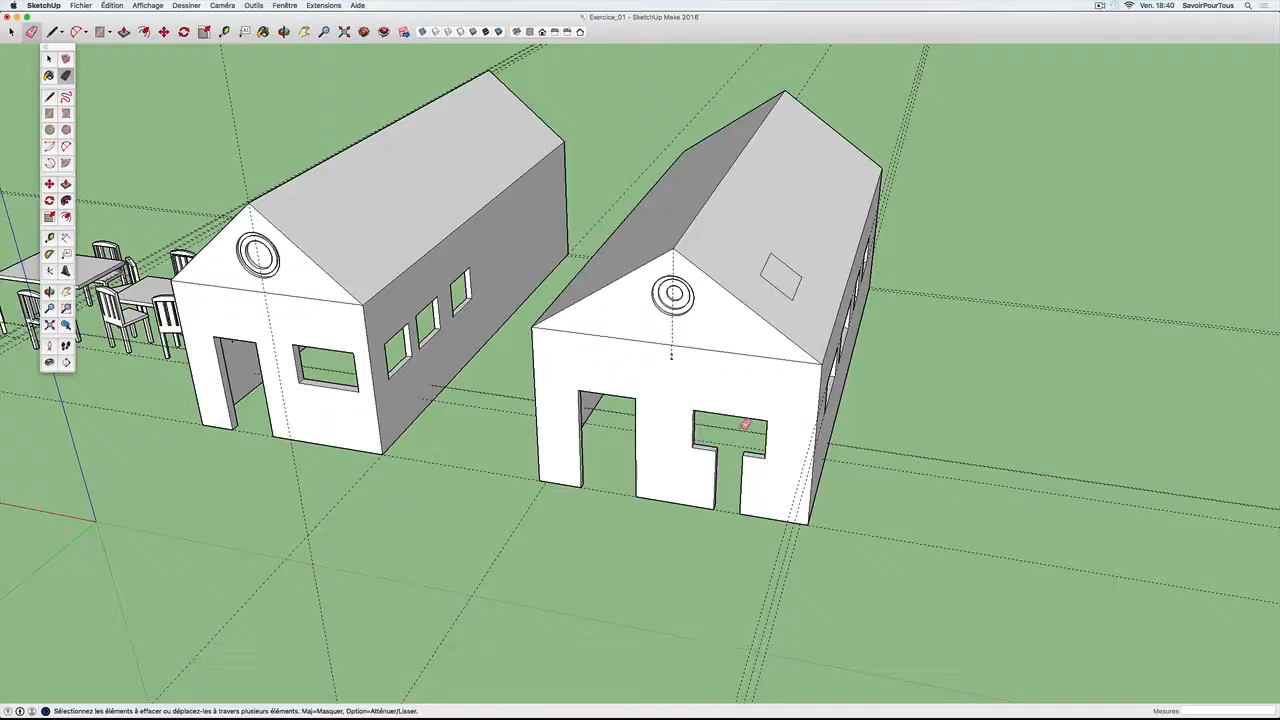 SketchUp Fichier Édition Affichage Dessiner Caméra Outils Fenêtre Extensions Aide Ven. 18:40 SavoirPourTous
Exercice_01 - SketchUp Make 2016
Sélectionnez les éléments à effacer ou déplacez-les à travers plusieurs éléments. Maj=Masquer, Option=Atténuer/Lisser. Mesures